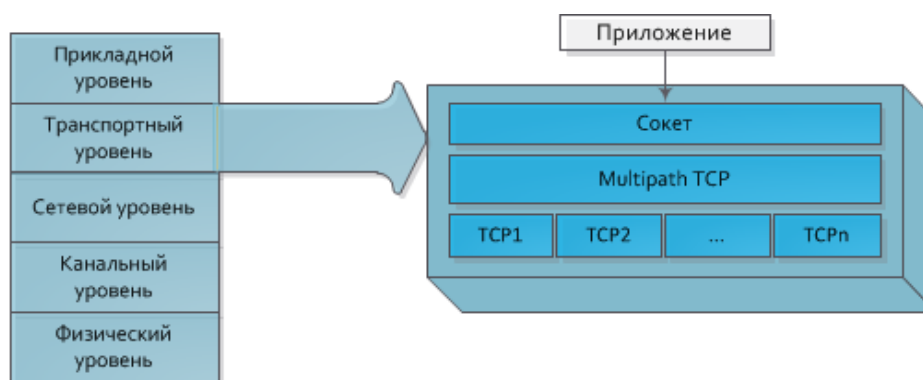 Прикладной
уровень
Транспортный
уровень
Сетевой уровень
Канальный
уровень
Физический
уровень
Приложение
Сокет
Multipath TCP
TCP1
TCP2
...
TCPn